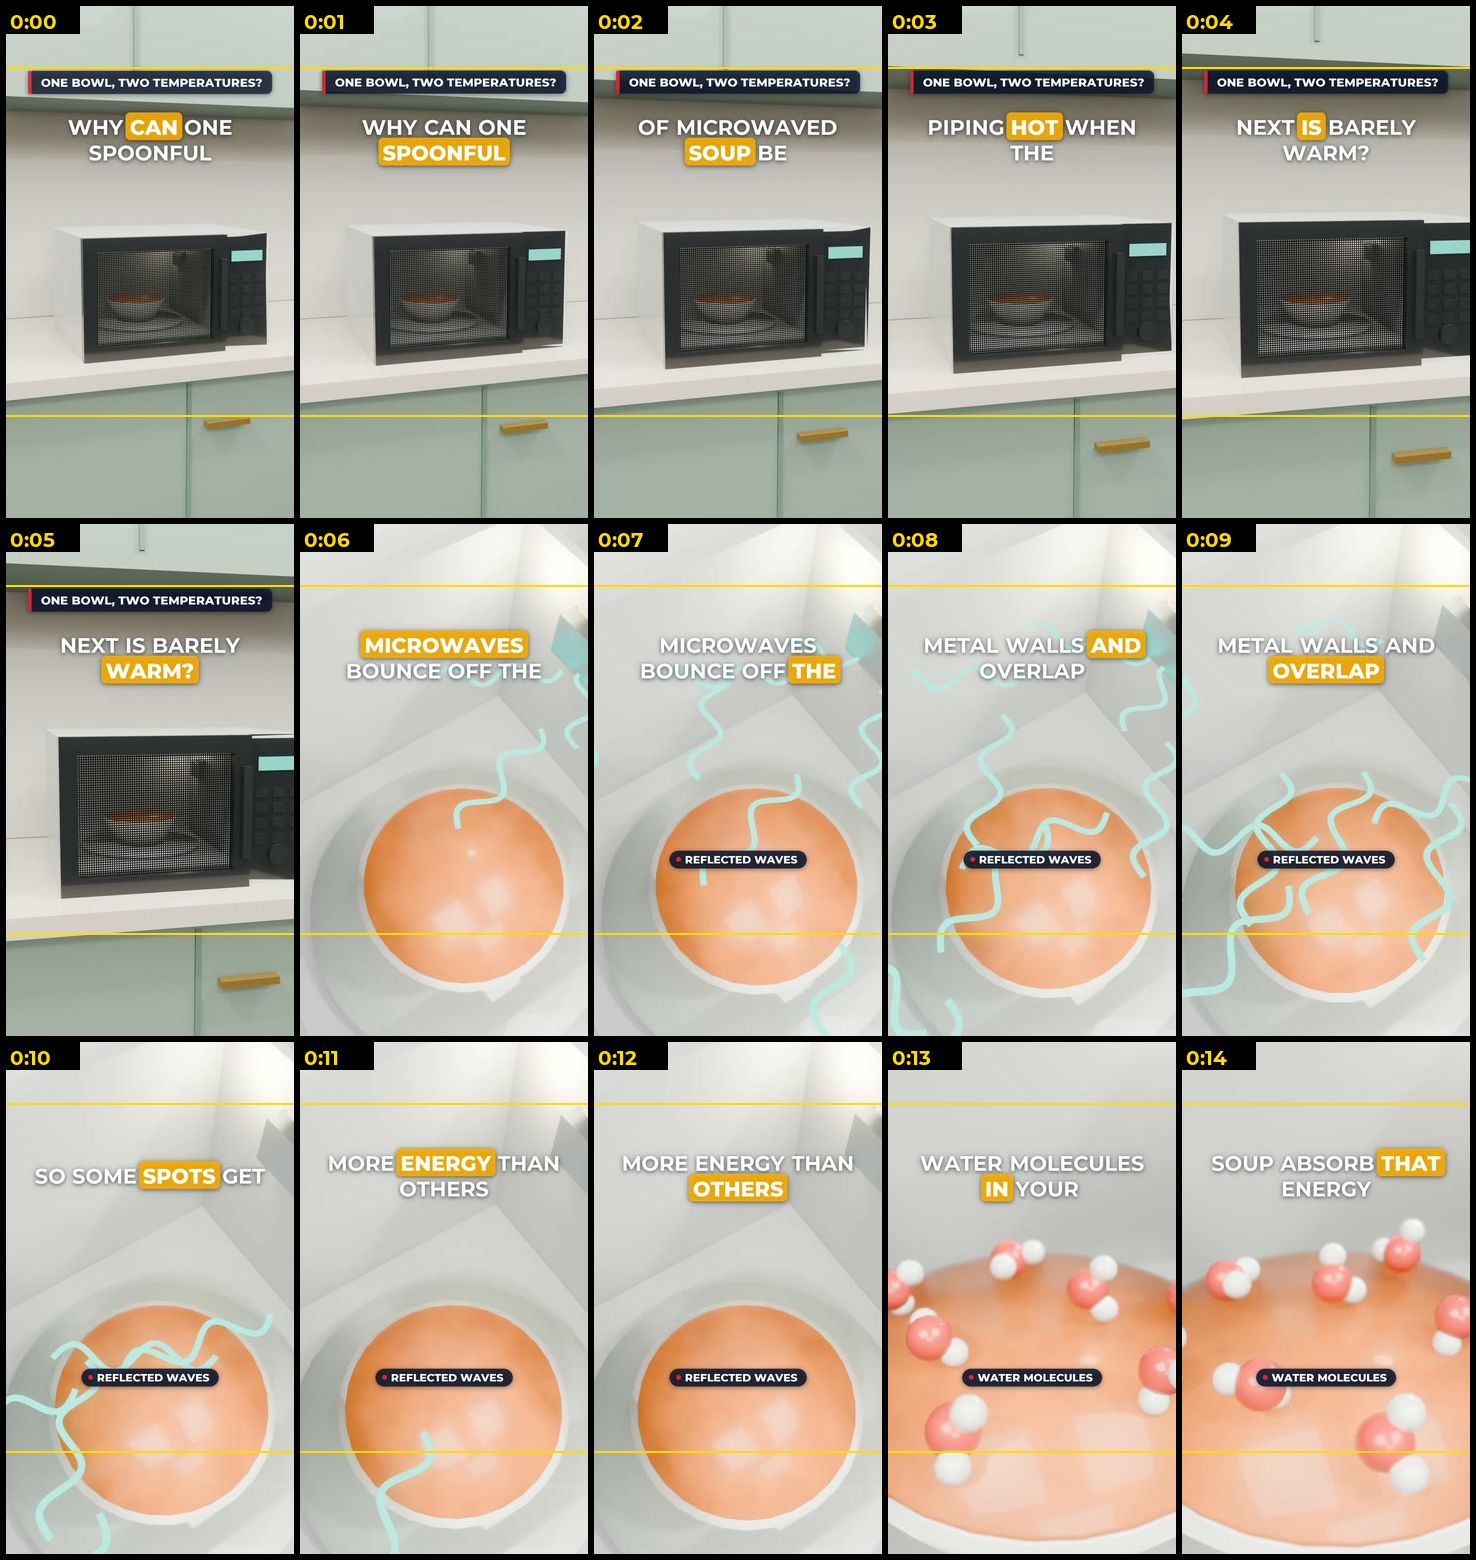 0:00
ONE BOWL, TWO TEMPERATURES?
WHY CAN ONE
SPOONFUL
0:01
ONE BOWL, TWO TEMPERATURES?
WHY CAN ONE
SPOONFUL
0:02
ONE BOWL, TWO TEMPERATURES?
OF MICROWAVED
SOUP BE
0:03
ONE BOWL, TWO TEMPERATURES?
PIPING HOT WHEN
THE
0:04
ONE BOWL, TWO TEMPERATURES?
NEXT IS BARELY
WARM?
0:05
ONE BOWL, TWO TEMPERATURES?
NEXT IS BARELY
WARM?
0:06
MICROWAVES
BOUNCE OFF THE
0:07
MICROWAVES
BOUNCE OFF THE
REFLECTED WAVES
0:08
METAL WALLS AND
OVERLAP
REFLECTED WAVES
0:09
METAL WALLS AND
OVERLAP
REFLECTED WAVES
0:10
SO SOME SPOTS GET
REFLECTED WAVES
0:11
MORE ENERGY THAN
OTHERS
REFLECTED WAVES
0:12
MORE ENERGY THAN
OTHERS
REFLECTED WAVES
0:13
WATER MOLECULES
IN YOUR
WATER MOLECULES
0:14
SOUP ABSORB THAT
ENERGY
WATER MOLECULES